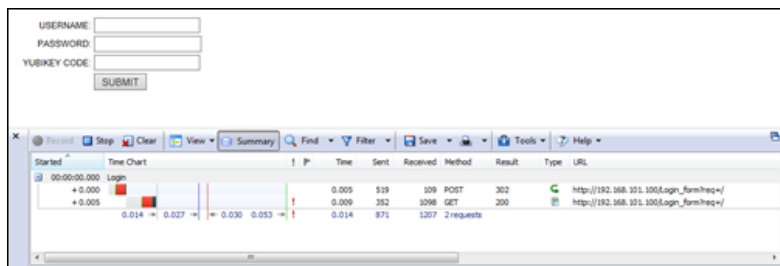 USERNAME:
PASSWORD:
YUBIKEY CODE:
SUBMIT
Record Stop Clear View Summary Find Filter Save Tools Help
Started Time Chart ! Time Sent Received Method Result Type URL
00:00:00.000 Login
+ 0.000 0.005 519 109 POST 302 http://192.168.101.100/Login_form?req=/
+ 0.005 ! 0.009 352 1098 GET 200 http://192.168.101.100/Login_form?req=/
0.014 0.027 0.030 0.053 ! 0.014 871 1207 2 requests